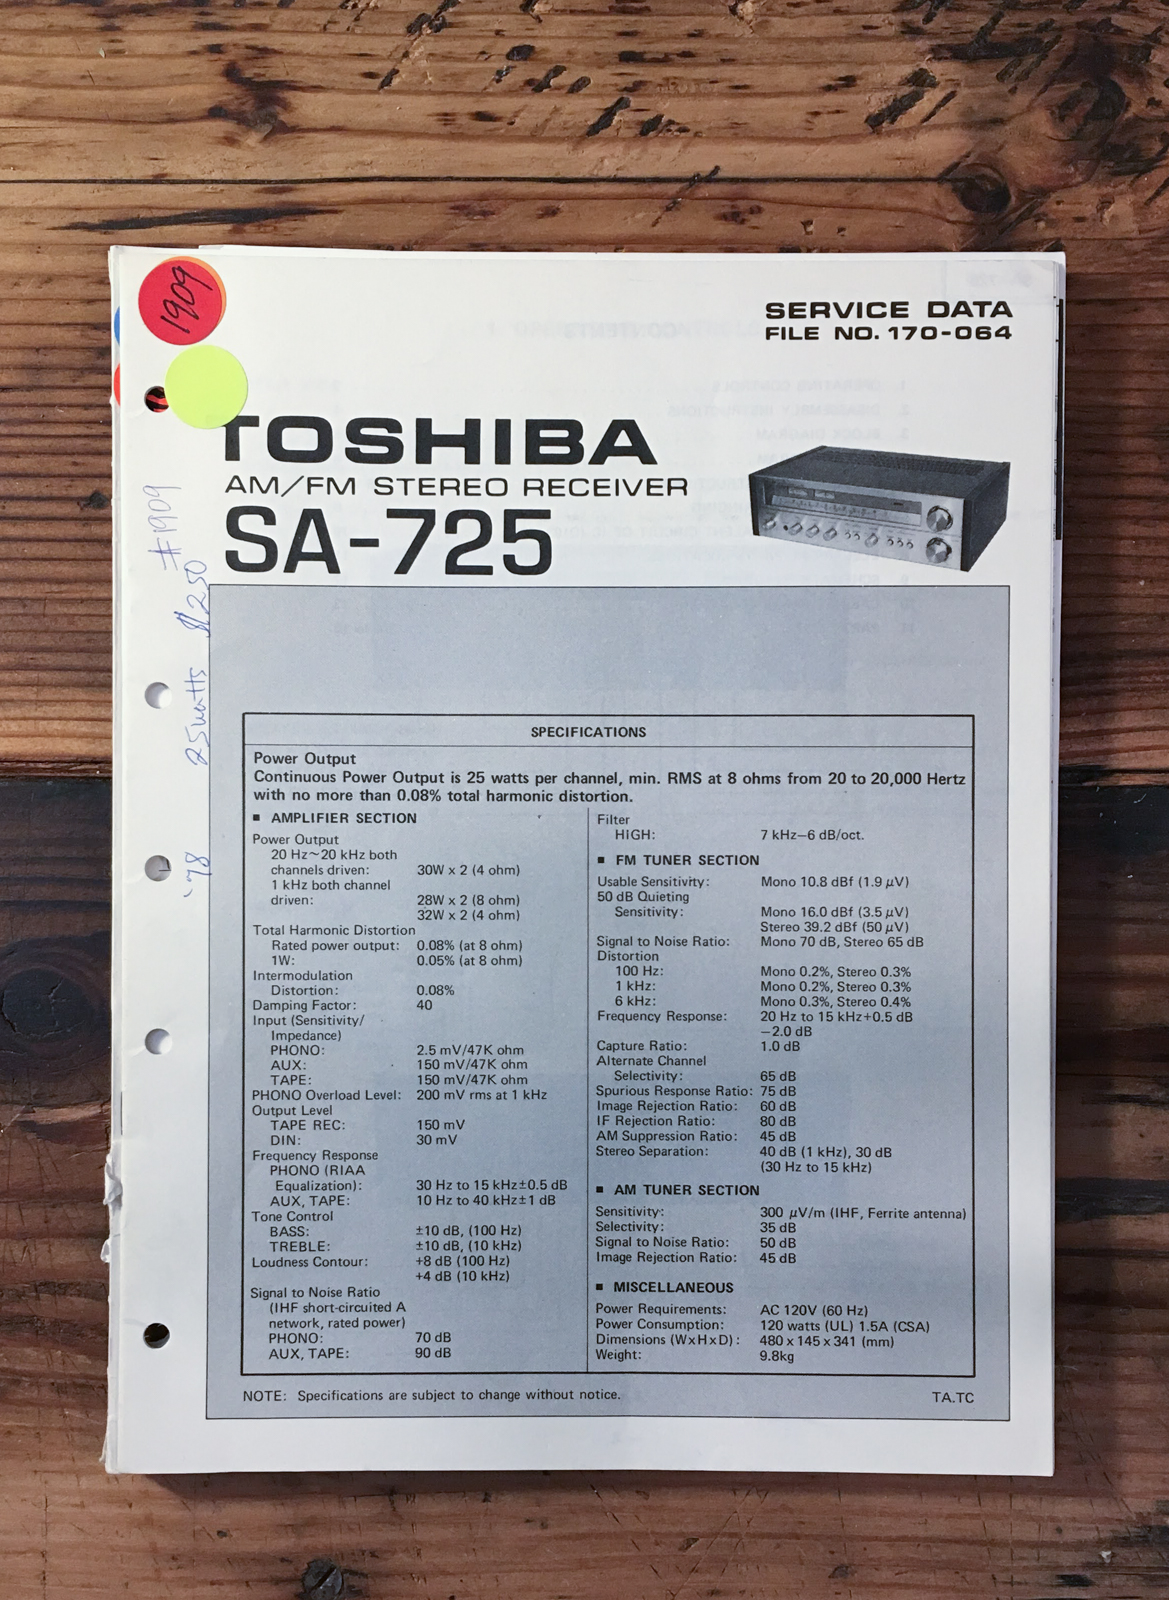 1909
SERVICE DATA
FILE NO. 170-064
TOSHIBA
AM/FM STEREO RECEIVER
SA-725
#1909
$250
25watts
'78
SPECIFICATIONS
Power Output
Continuous Power Output is 25 watts per channel, min. RMS at 8 ohms from 20 to 20,000 Hertz
with no more than 0.08% total harmonic distortion.
■ AMPLIFIER SECTION
Power Output
20 Hz~20 kHz both
channels driven: 30W x 2 (4 ohm)
1 kHz both channel
driven: 28W x 2 (8 ohm)
32W x 2 (4 ohm)
Total Harmonic Distortion
Rated power output: 0.08% (at 8 ohm)
1W: 0.05% (at 8 ohm)
Intermodulation
Distortion: 0.08%
Damping Factor: 40
Input (Sensitivity/
Impedance)
PHONO: 2.5 mV/47K ohm
AUX: 150 mV/47K ohm
TAPE: 150 mV/47K ohm
PHONO Overload Level: 200 mV rms at 1 kHz
Output Level
TAPE REC: 150 mV
DIN: 30 mV
Frequency Response
PHONO (RIAA
Equalization): 30 Hz to 15 kHz±0.5 dB
AUX, TAPE: 10 Hz to 40 kHz±1 dB
Tone Control
BASS: ±10 dB, (100 Hz)
TREBLE: ±10 dB, (10 kHz)
Loudness Contour: +8 dB (100 Hz)
+4 dB (10 kHz)
Signal to Noise Ratio
(IHF short-circuited A
network, rated power)
PHONO: 70 dB
AUX, TAPE: 90 dB
Filter
HIGH: 7 kHz–6 dB/oct.
■ FM TUNER SECTION
Usable Sensitivity: Mono 10.8 dBf (1.9 μV)
50 dB Quieting
Sensitivity: Mono 16.0 dBf (3.5 μV)
Stereo 39.2 dBf (50 μV)
Signal to Noise Ratio: Mono 70 dB, Stereo 65 dB
Distortion
100 Hz: Mono 0.2%, Stereo 0.3%
1 kHz: Mono 0.2%, Stereo 0.3%
6 kHz: Mono 0.3%, Stereo 0.4%
Frequency Response: 20 Hz to 15 kHz+0.5 dB
−2.0 dB
Capture Ratio: 1.0 dB
Alternate Channel
Selectivity: 65 dB
Spurious Response Ratio: 75 dB
Image Rejection Ratio: 60 dB
IF Rejection Ratio: 80 dB
AM Suppression Ratio: 45 dB
Stereo Separation: 40 dB (1 kHz), 30 dB
(30 Hz to 15 kHz)
■ AM TUNER SECTION
Sensitivity: 300 μV/m (IHF, Ferrite antenna)
Selectivity: 35 dB
Signal to Noise Ratio: 50 dB
Image Rejection Ratio: 45 dB
■ MISCELLANEOUS
Power Requirements: AC 120V (60 Hz)
Power Consumption: 120 watts (UL) 1.5A (CSA)
Dimensions (WxHxD): 480 x 145 x 341 (mm)
Weight: 9.8kg
NOTE: Specifications are subject to change without notice.
TA.TC